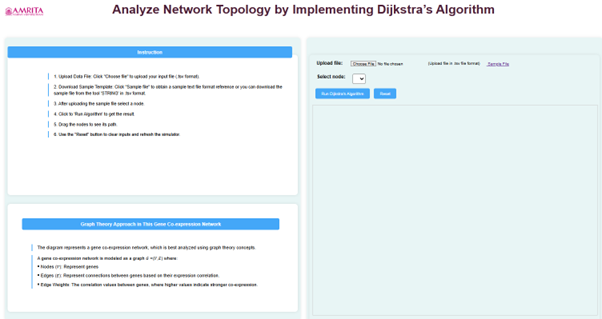 AMRITA
Analyze Network Topology by Implementing Dijkstra's Algorithm
Instruction
1. Upload Data File: Click "Choose file" to upload your input file (.tsv format).
2. Download Sample Template: Click "Sample file" to obtain a sample text file format reference or you can download the
sample file from the tool 'STRING' in .tsv format.
3. After uploading the sample file select a node.
4. Click to 'Run Algorithm' to get the result.
5. Drag the nodes to see its path.
6. Use the "Reset" button to clear inputs and refresh the simulator.
Graph Theory Approach in This Gene Co-expression Network
The diagram represents a gene co-expression network, which is best analyzed using graph theory concepts.
A gene co-expression network is modeled as a graph G =(V, E) where:
• Nodes (V): Represent genes
• Edges (E): Represent connections between genes based on their expression correlation.
• Edge Weights: The correlation values between genes, where higher values indicate stronger co-expression.
Upload file: Choose File No file chosen (Upload file in .tsv file format) Sample File
Select node:
Run Dijkstra's Algorithm Reset